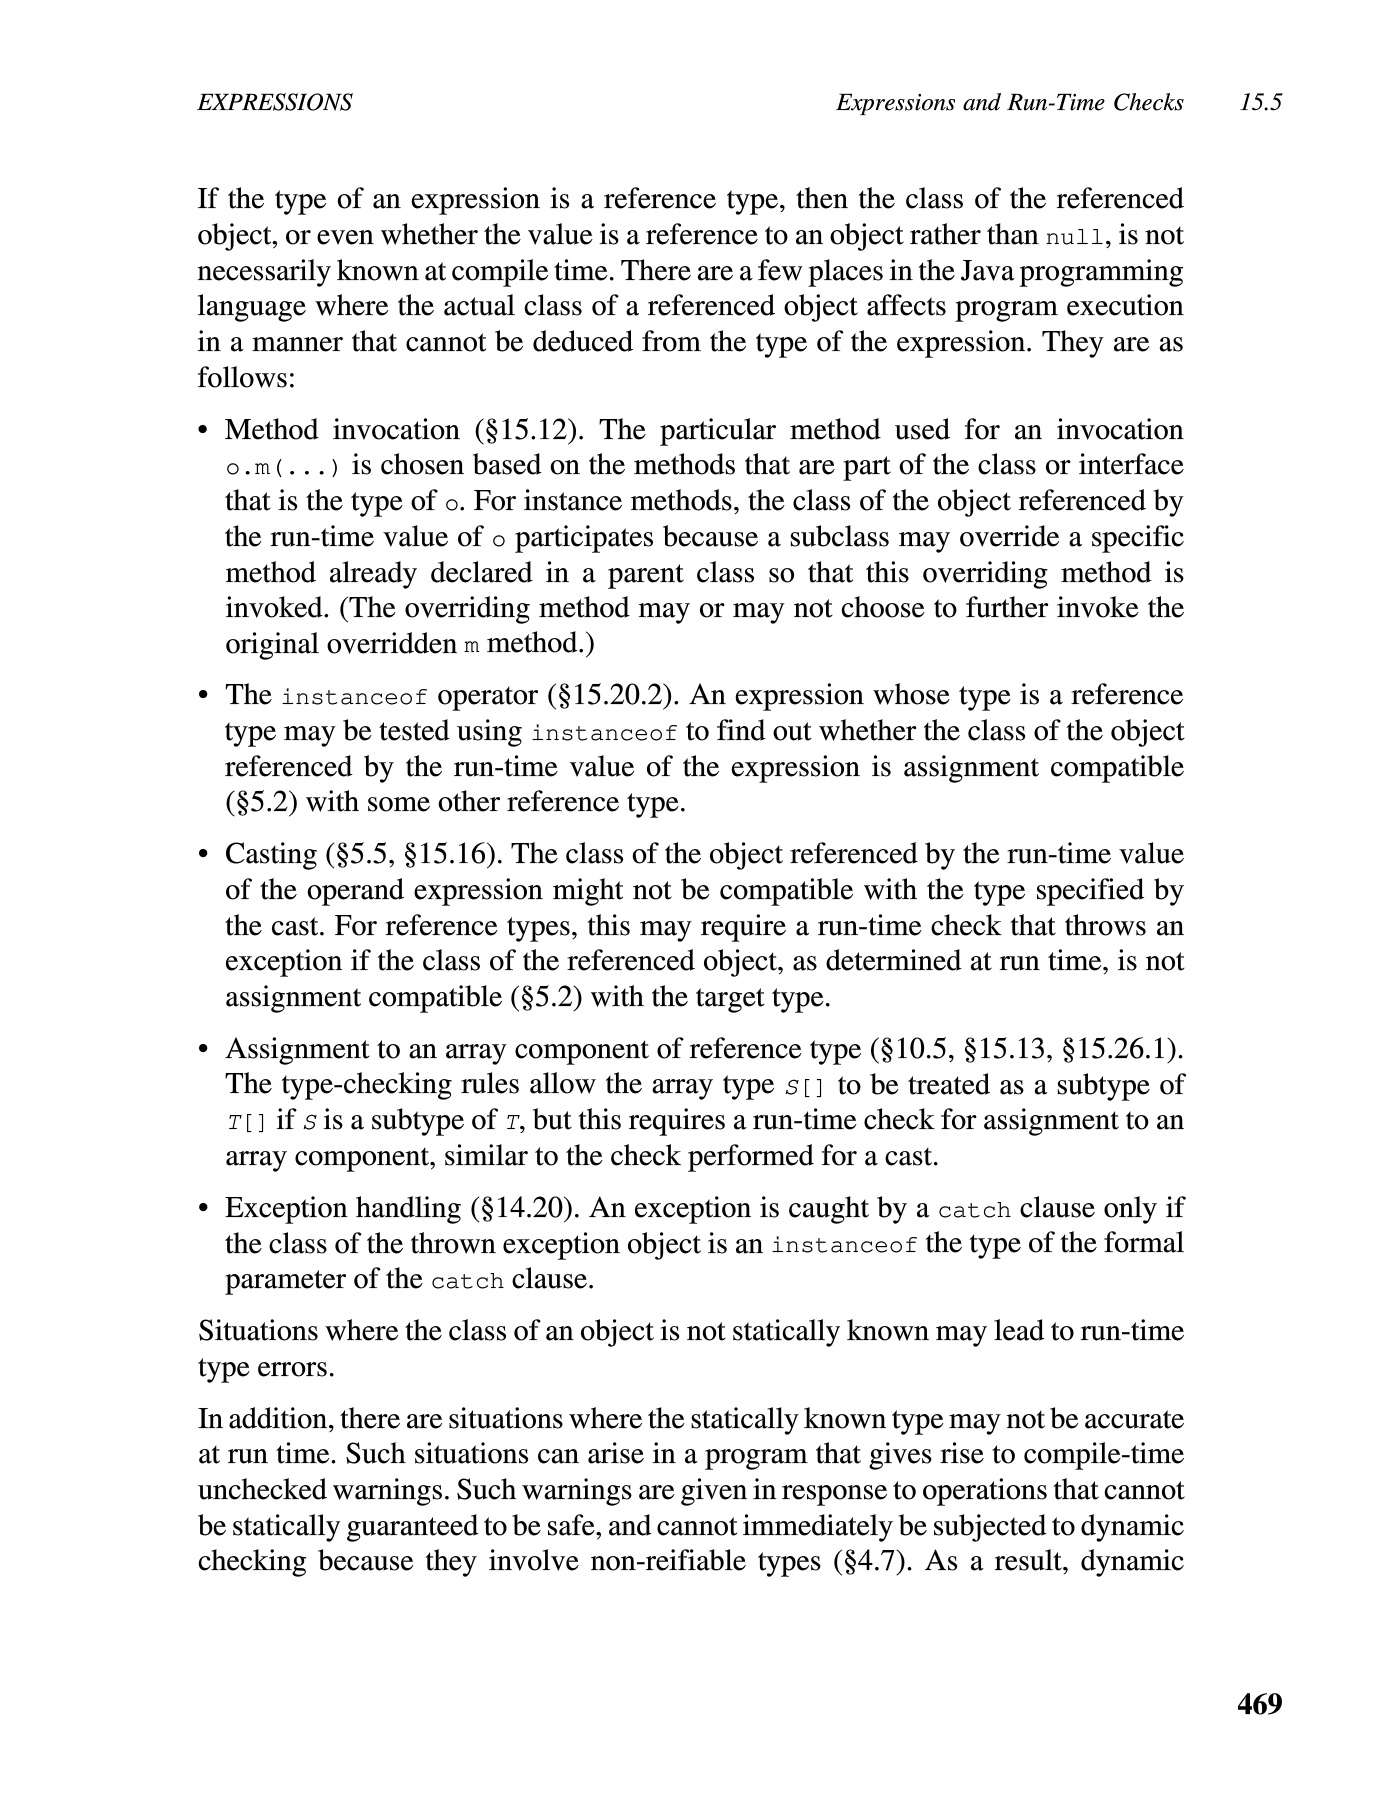 EXPRESSIONS Expressions and Run-Time Checks 15.5
If the type of an expression is a reference type, then the class of the referenced
object, or even whether the value is a reference to an object rather than null, is not
necessarily known at compile time. There are a few places in the Java programming
language where the actual class of a referenced object affects program execution
in a manner that cannot be deduced from the type of the expression. They are as
follows:
• Method invocation (§15.12). The particular method used for an invocation
o.m(...) is chosen based on the methods that are part of the class or interface
that is the type of o. For instance methods, the class of the object referenced by
the run-time value of o participates because a subclass may override a specific
method already declared in a parent class so that this overriding method is
invoked. (The overriding method may or may not choose to further invoke the
original overridden m method.)
• The instanceof operator (§15.20.2). An expression whose type is a reference
type may be tested using instanceof to find out whether the class of the object
referenced by the run-time value of the expression is assignment compatible
(§5.2) with some other reference type.
• Casting (§5.5, §15.16). The class of the object referenced by the run-time value
of the operand expression might not be compatible with the type specified by
the cast. For reference types, this may require a run-time check that throws an
exception if the class of the referenced object, as determined at run time, is not
assignment compatible (§5.2) with the target type.
• Assignment to an array component of reference type (§10.5, §15.13, §15.26.1).
The type-checking rules allow the array type S[] to be treated as a subtype of
T[] if S is a subtype of T, but this requires a run-time check for assignment to an
array component, similar to the check performed for a cast.
• Exception handling (§14.20). An exception is caught by a catch clause only if
the class of the thrown exception object is an instanceof the type of the formal
parameter of the catch clause.
Situations where the class of an object is not statically known may lead to run-time
type errors.
In addition, there are situations where the statically known type may not be accurate
at run time. Such situations can arise in a program that gives rise to compile-time
unchecked warnings. Such warnings are given in response to operations that cannot
be statically guaranteed to be safe, and cannot immediately be subjected to dynamic
checking because they involve non-reifiable types (§4.7). As a result, dynamic
469